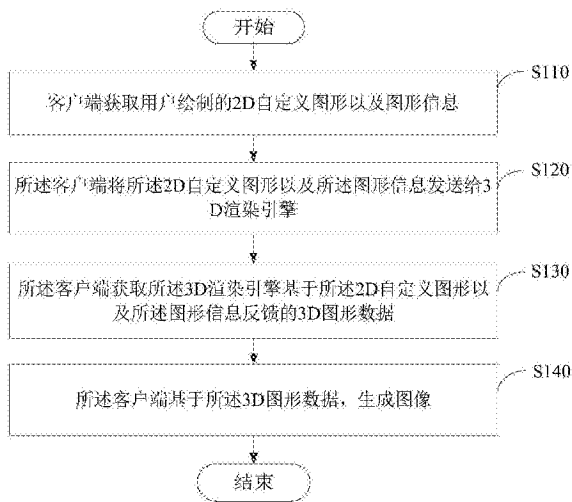 开始
S110
客户端获取用户绘制的2D自定义图形以及图形信息
S120
所述客户端将所述2D自定义图形以及所述图形信息发送给3
D渲染引擎
S130
所述客户端获取所述3D渲染引擎基于所述2D自定义图形以
及所述图形信息反馈的3D图形数据
S140
所述客户端基于所述3D图形数据，生成图像
结束